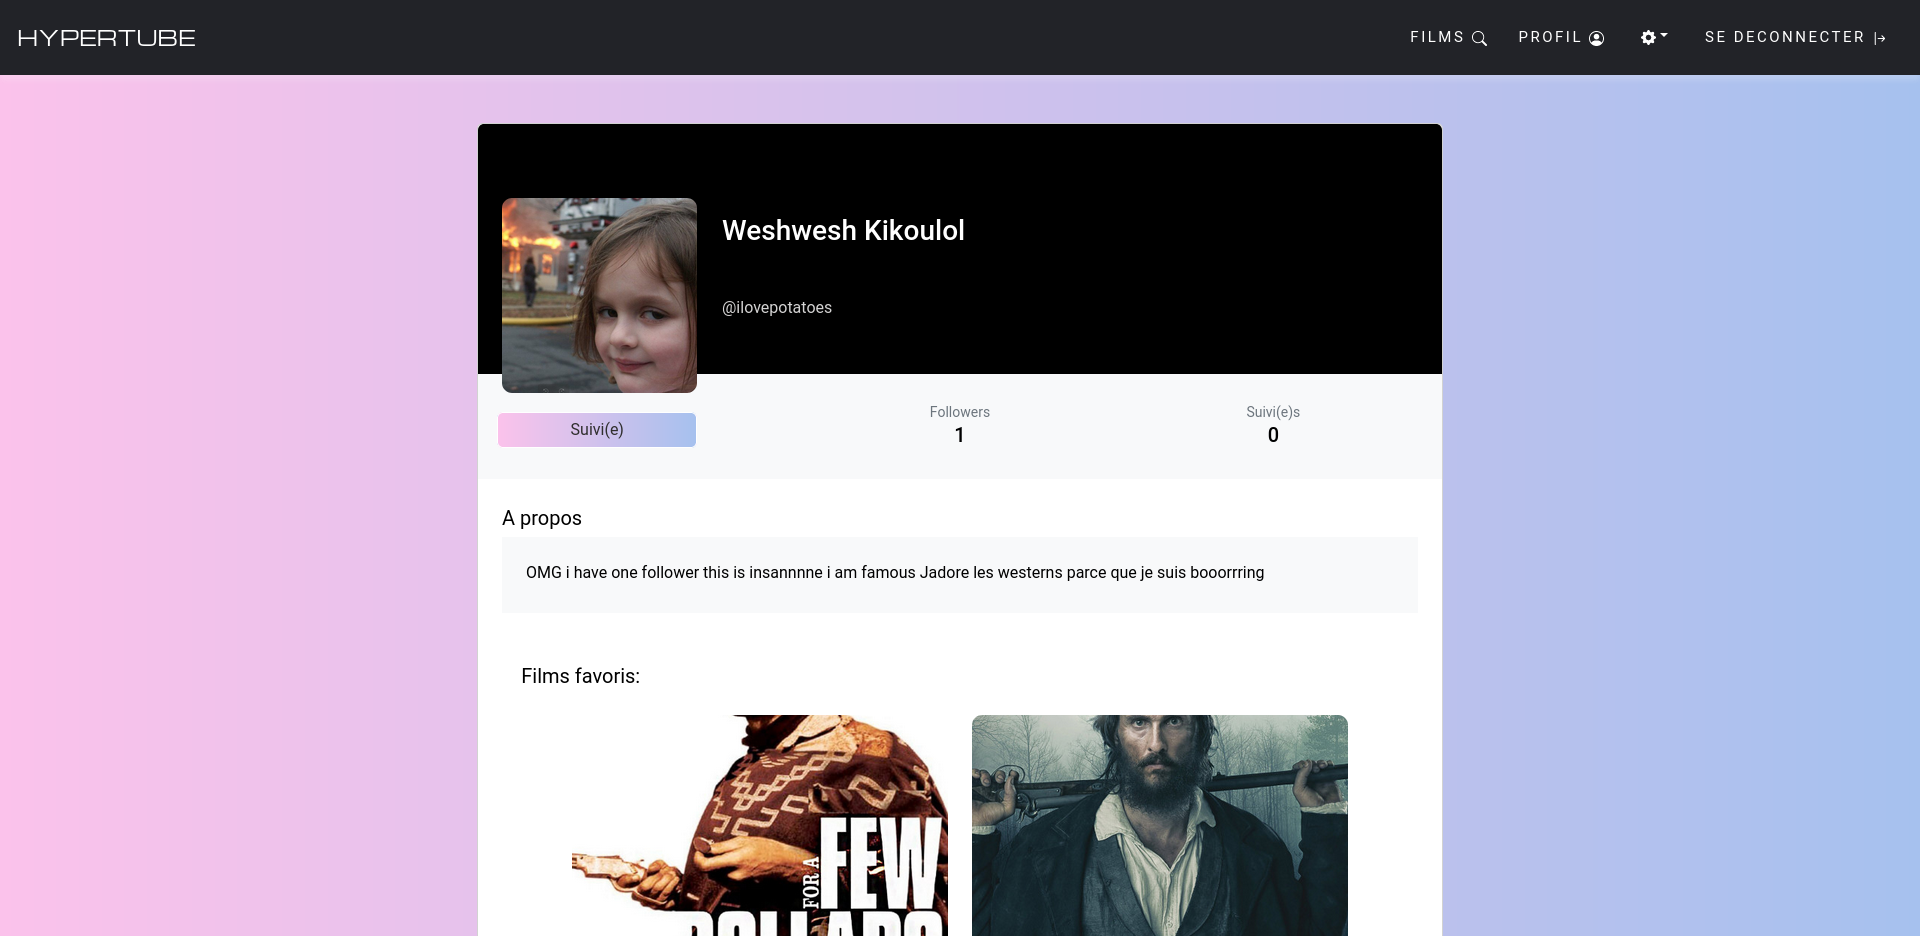 HYPERTUBE
FILMS
PROFIL
SE DECONNECTER
Weshwesh Kikoulol
@ilovepotatoes
Suivi(e)
Followers
1
Suivi(e)s
0
A propos
OMG i have one follower this is insannnne i am famous Jadore les westerns parce que je suis booorrring
Films favoris:
FOR A
FEW
DOLLARS